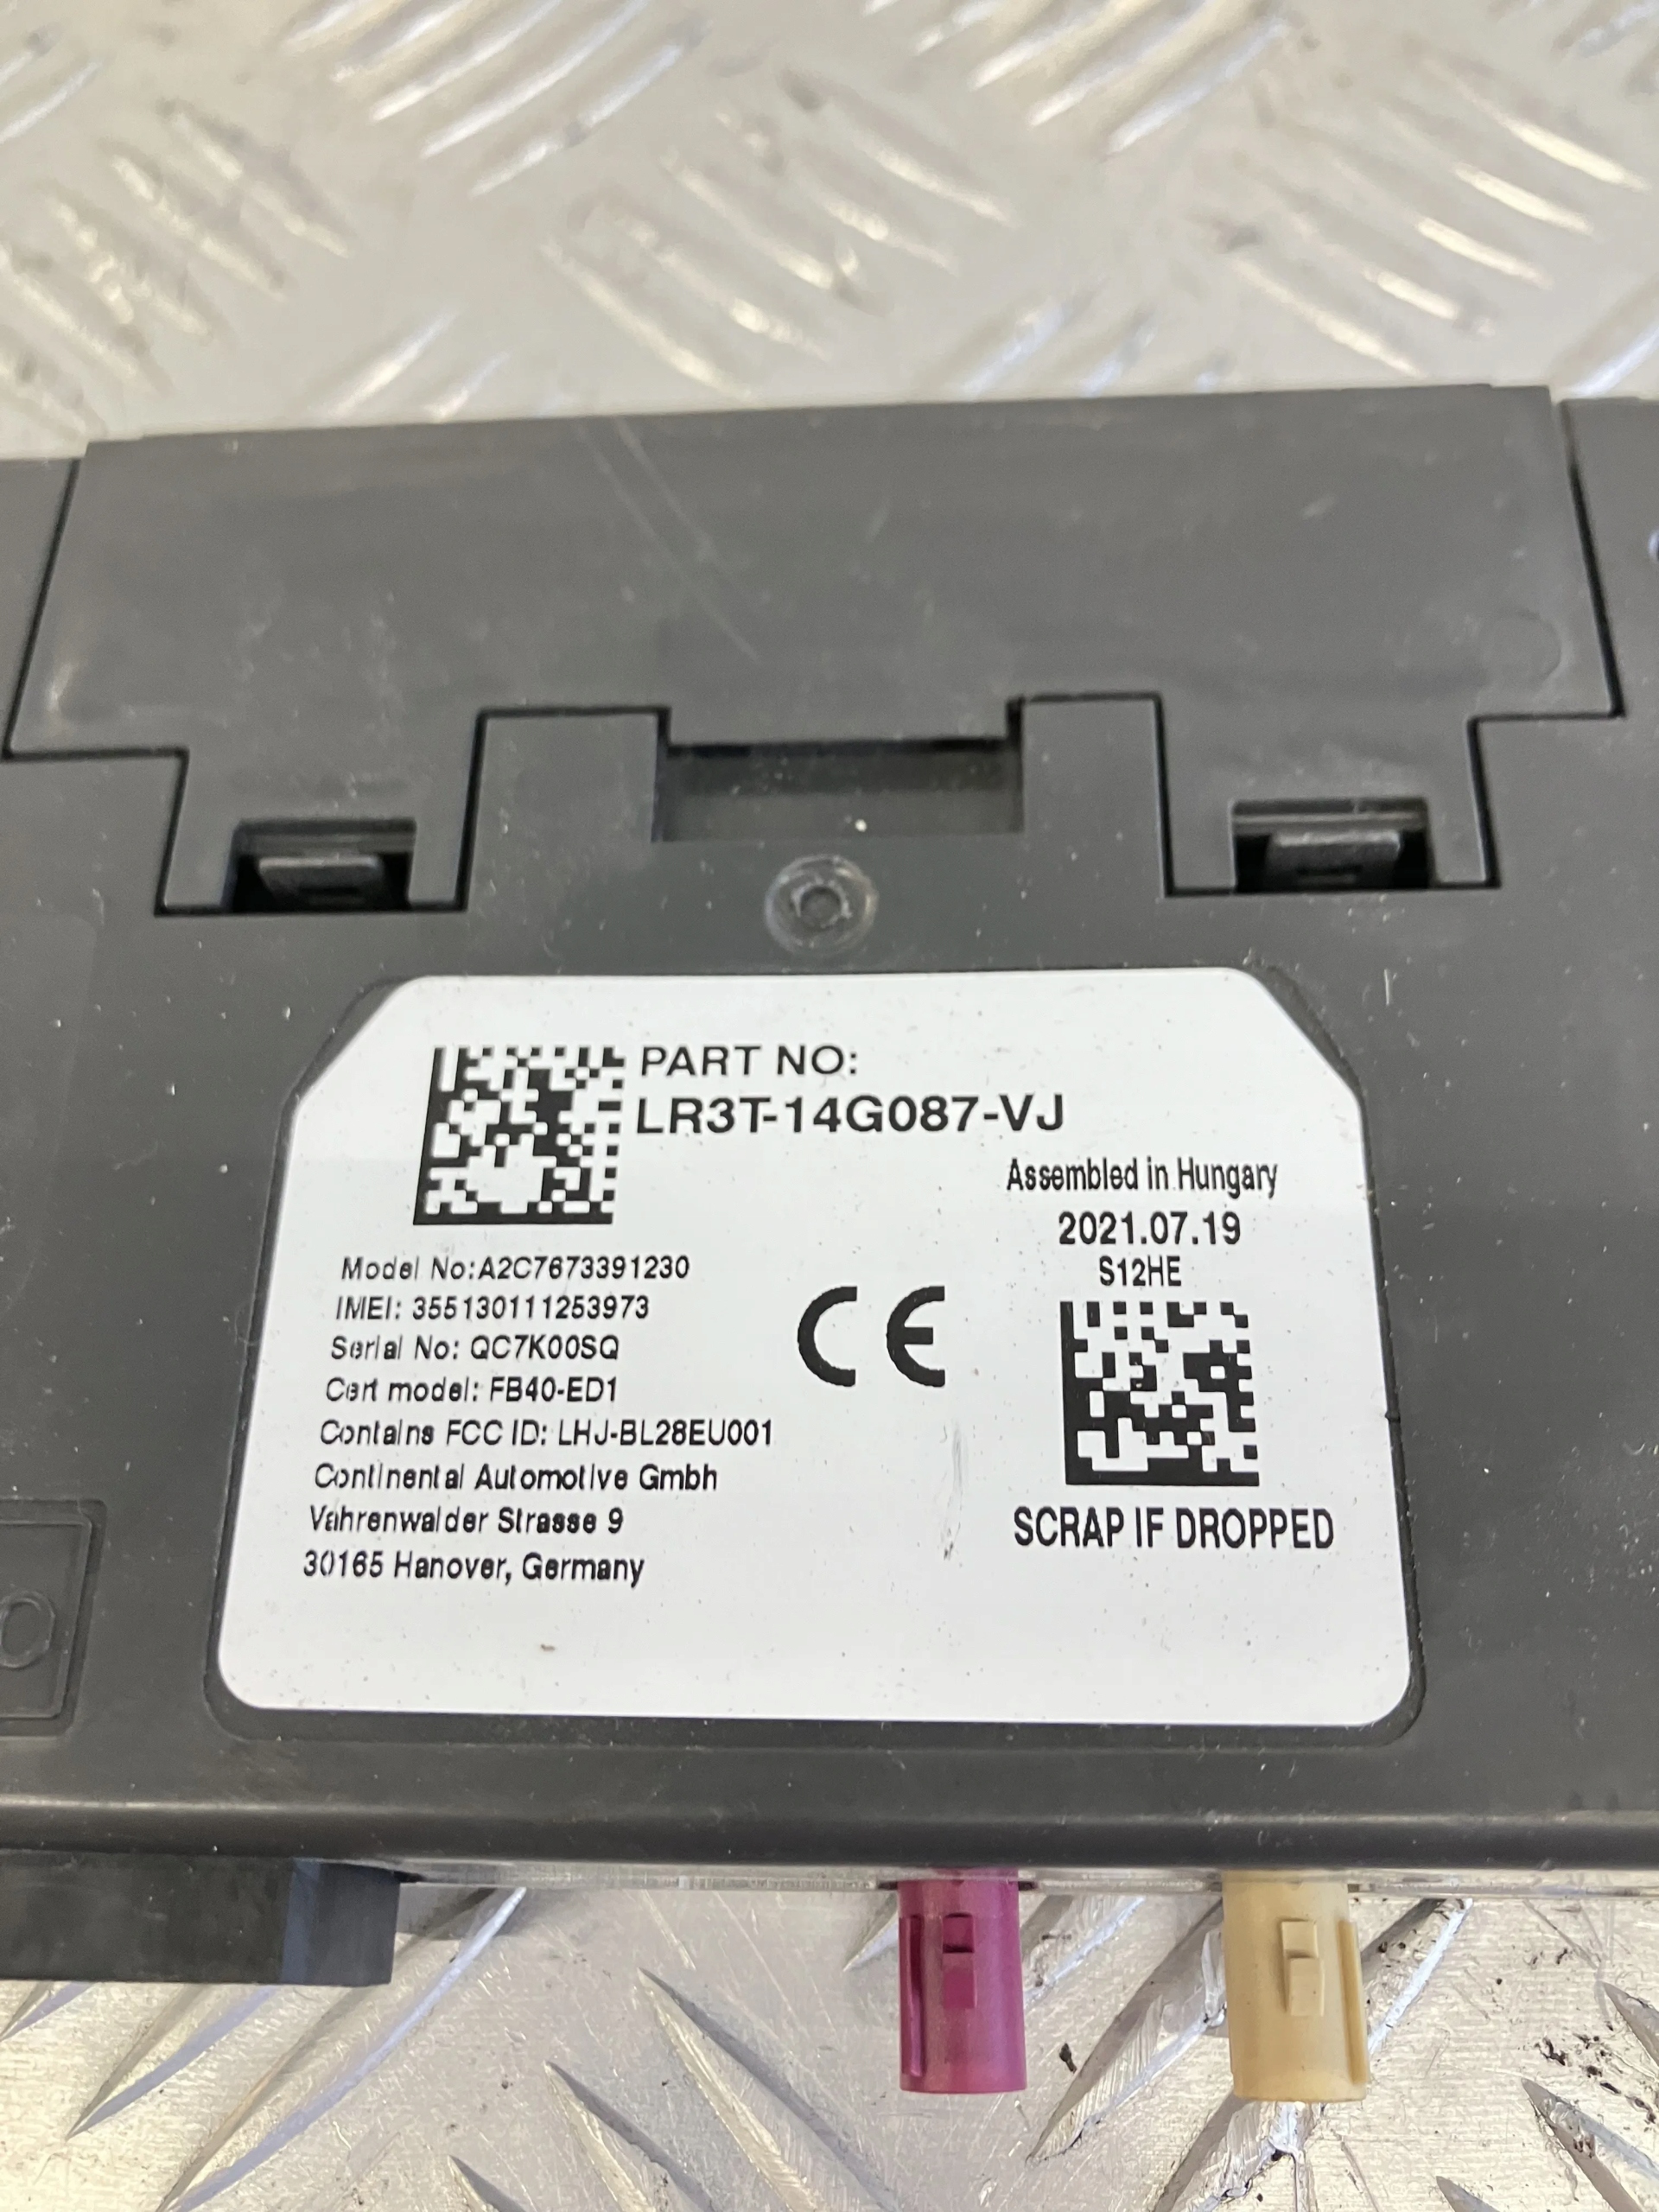 PART NO:
LR3T-14G087-VJ
Assembled in Hungary
2021.07.19
S12HE
Model No:A2C7673391230
IMEI: 355130111253973
Serial No: QC7K00SQ
Cert model: FB40-ED1
Contains FCC ID: LHJ-BL28EU001
Continental Automotive Gmbh
Vahrenwalder Strasse 9
30165 Hanover, Germany
CE
SCRAP IF DROPPED